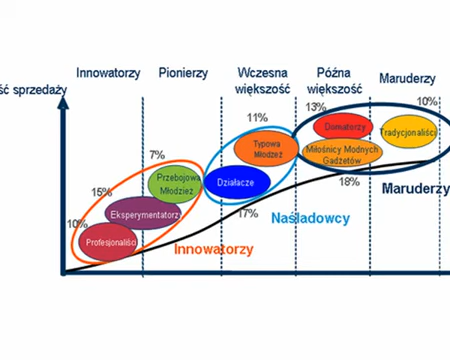 Innowatorzy
Pionierzy
Wczesna
większość
Późna
większość
Maruderzy
ść sprzedaży
10%
15%
7%
11%
13%
10%
Profesjonaliści
Eksperymentatorzy
Przebojowa
Młodzież
Działacze
Typowa
Młodzież
Domatorzy
Miłośnicy Modnych
Gadżetów
Tradycjonaliści
17%
18%
Innowatorzy
Naśladowcy
Maruderzy